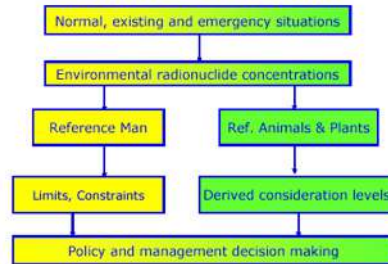 Normal, existing and emergency situations
Environmental radionuclide concentrations
Reference Man
Ref. Animals & Plants
Limits, Constraints
Derived consideration levels
Policy and management decision making